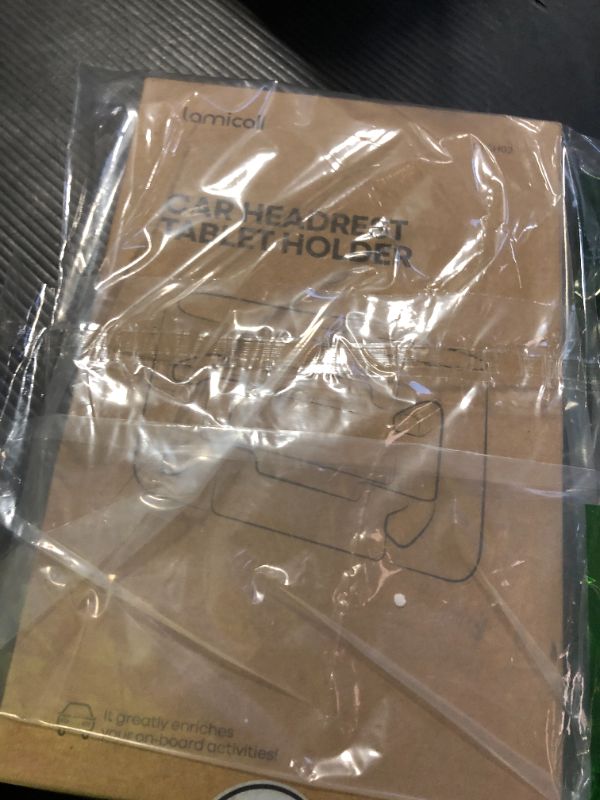 lamicall
CAR HEADREST
TABLET HOLDER
It greatly enriches
your on-board activities!